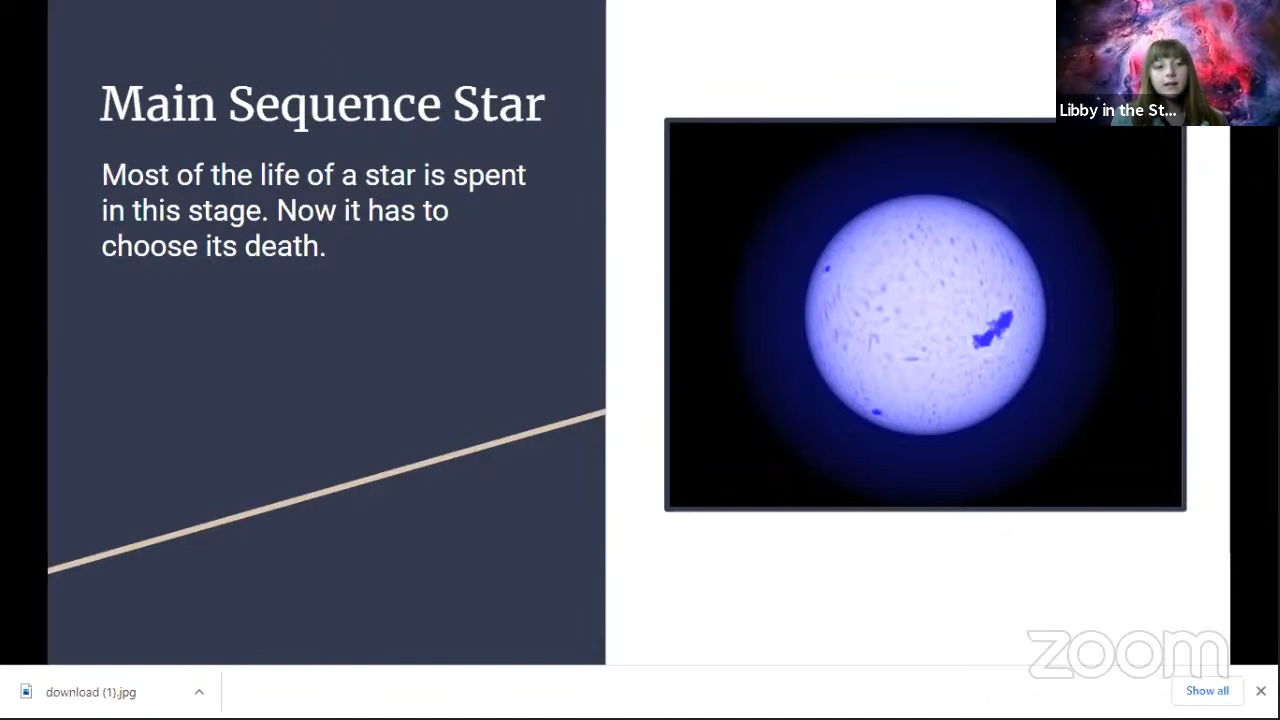 Main Sequence Star
Most of the life of a star is spent
in this stage. Now it has to
choose its death.
Libby in the St...
zoom
download (1).jpg
Show all